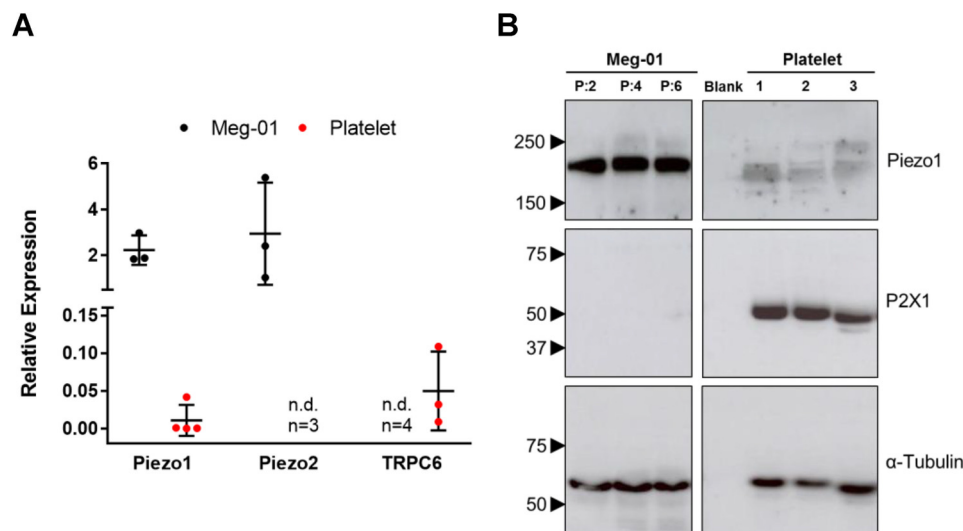 A
Meg-01 Platelet
Relative Expression
6
4
2
0.15
0.10
0.05
0.00
n.d. n.d.
n=3 n=4
Piezo1 Piezo2 TRPC6
B
Meg-01 Platelet
P:2 P:4 P:6 Blank 1 2 3
250
150
Piezo1
75
50
37
P2X1
75
50
α-Tubulin